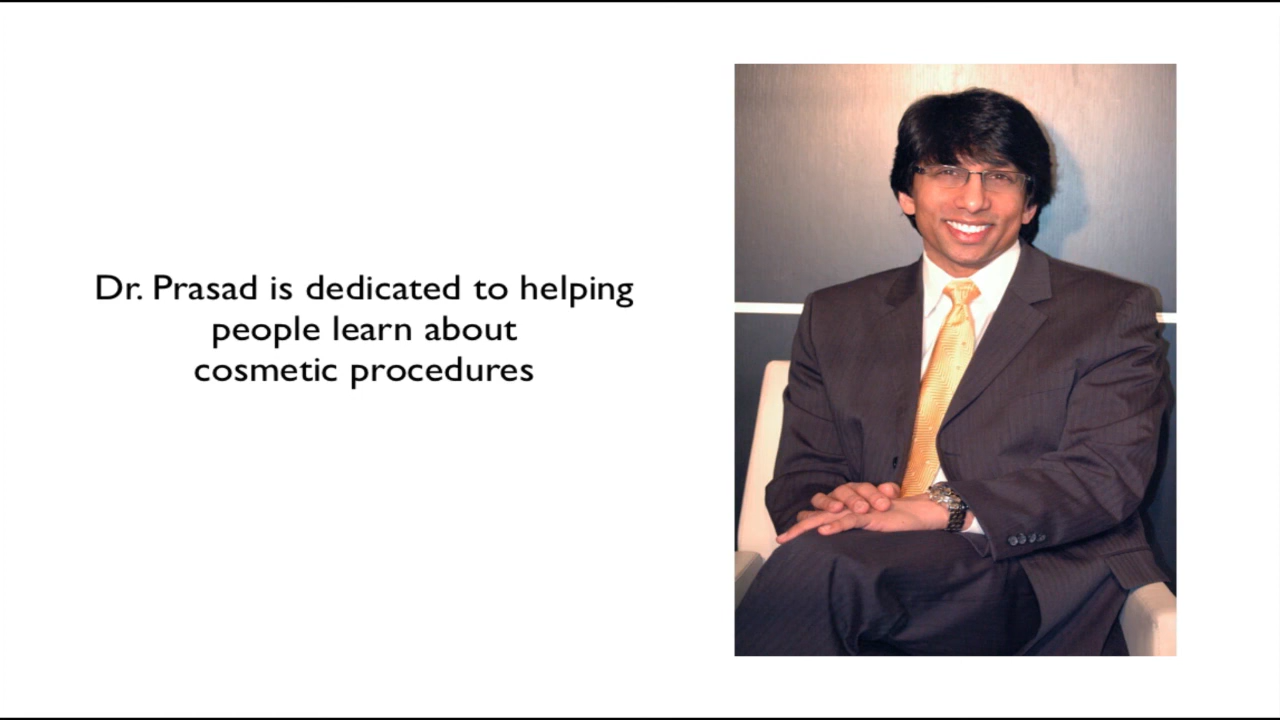 Dr. Prasad is dedicated to helping
people learn about
cosmetic procedures